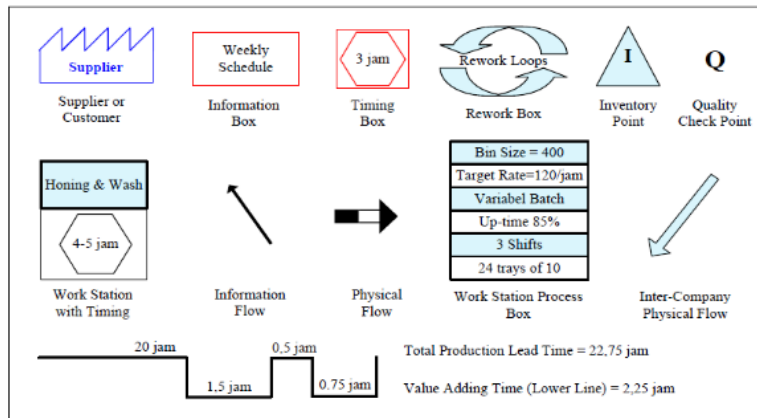 Supplier
Supplier or
Customer
Weekly
Schedule
Information
Box
3 jam
Timing
Box
Rework Loops
Rework Box
I
Inventory
Point
Q
Quality
Check Point
Honing & Wash
4-5 jam
Work Station
with Timing
Information
Flow
Physical
Flow
Bin Size = 400
Target Rate=120/jam
Variabel Batch
Up-time 85%
3 Shifts
24 trays of 10
Work Station Process
Box
Inter-Company
Physical Flow
20 jam
1,5 jam
0,5 jam
0.75 jam
Total Production Lead Time = 22,75 jam
Value Adding Time (Lower Line) = 2,25 jam